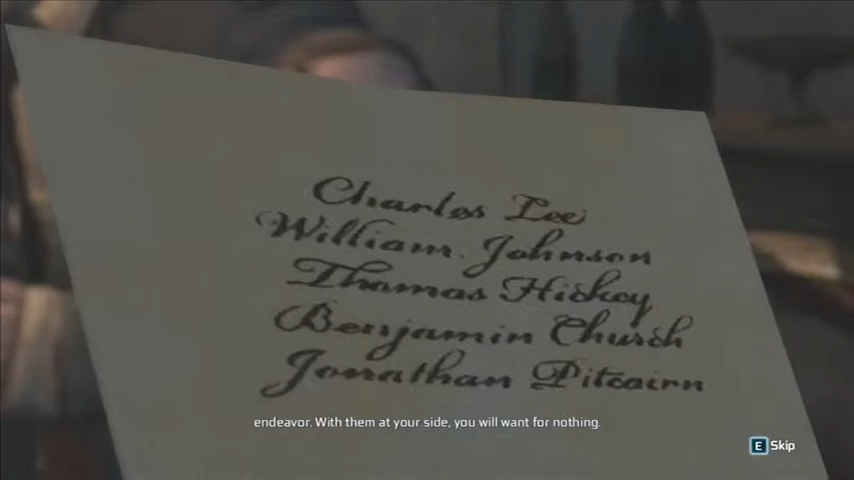 Charles Lee
William Johnson
Thomas Hickey
Benjamin Church
Jonathan Pitcairn
endeavor. With them at your side, you will want for nothing.
E Skip